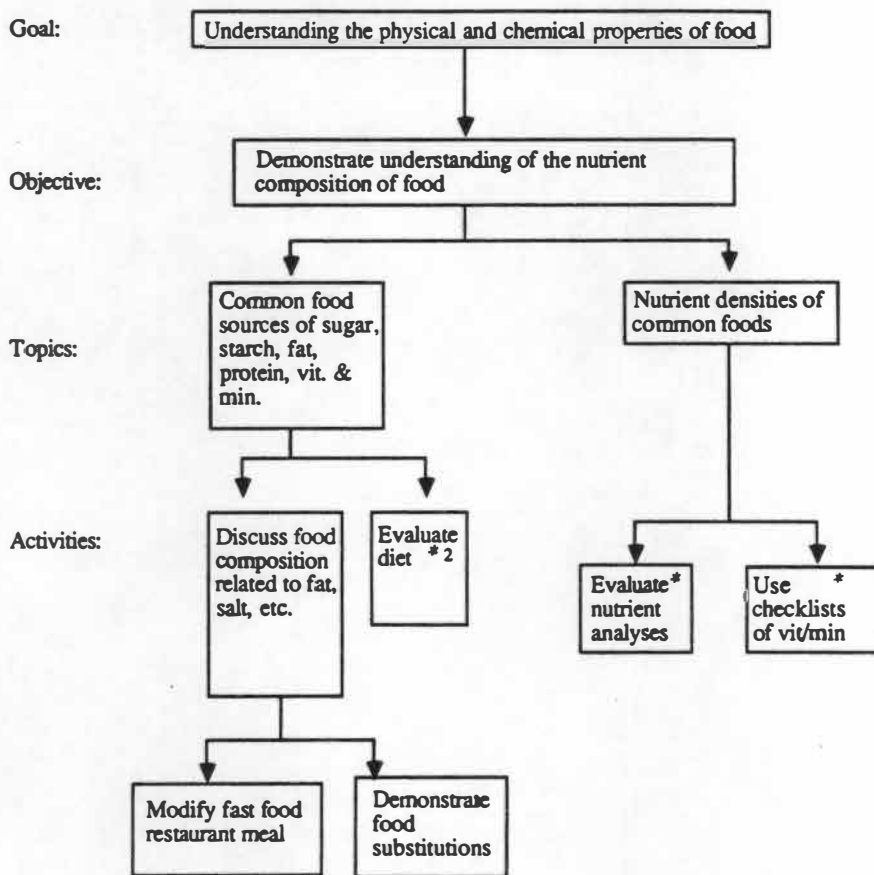 Goal:
Understanding the physical and chemical properties of food
Objective:
Demonstrate understanding of the nutrient
composition of food
Topics:
Common food
sources of sugar,
starch, fat,
protein, vit. &
min.
Nutrient densities of
common foods
Activities:
Discuss food
composition
related to fat,
salt, etc.
Evaluate
diet * 2
Evaluate*
nutrient
analyses
Use *
checklists
of vit/min
Modify fast food
restaurant meal
Demonstrate
food
substitutions